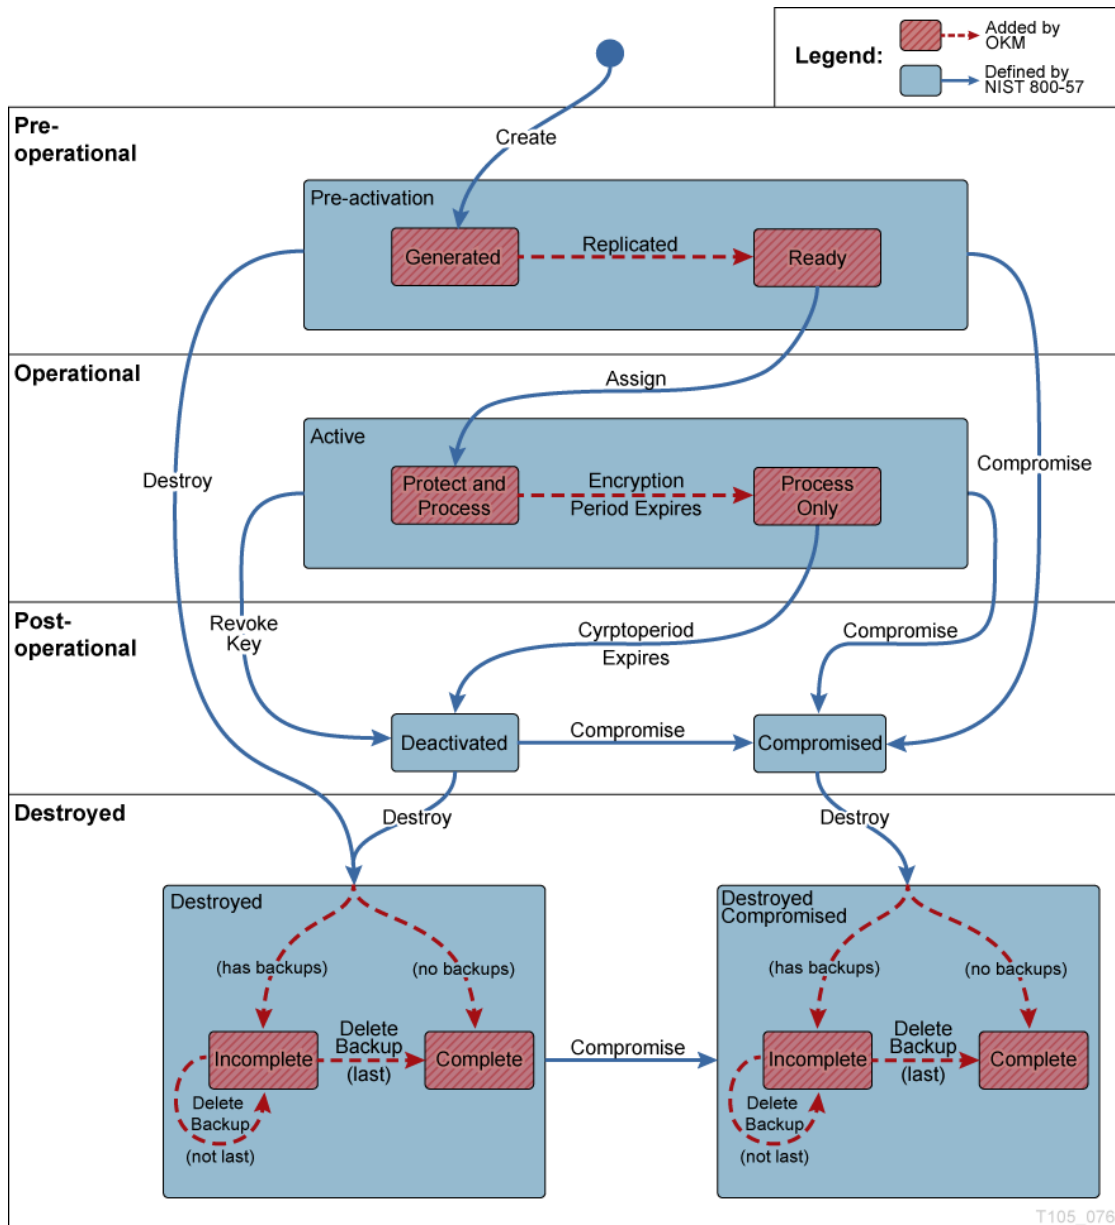 Legend:
Added by
OKM
Defined by
NIST 800-57
Pre-
operational
Create
Pre-activation
Generated
Replicated
Ready
Operational
Assign
Active
Destroy
Compromise
Protect and
Process
Encryption
Period Expires
Process
Only
Post-
operational
Revoke
Key
Cyrptoperiod
Expires
Compromise
Deactivated
Compromise
Compromised
Destroyed
Destroy
Destroy
Destroyed
(has backups)
(no backups)
Incomplete
Delete
Backup
(last)
Complete
Delete
Backup
(not last)
Compromise
Destroyed
Compromised
(has backups)
(no backups)
Incomplete
Delete
Backup
(last)
Complete
Delete
Backup
(not last)
T105_076